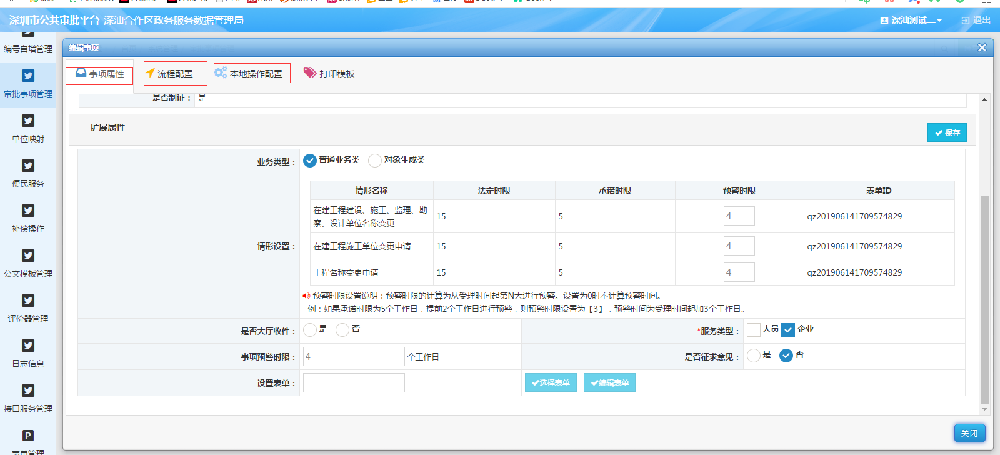 深圳市公共审批平台-深汕合作区政务服务数据管理局
深汕测试二
退出
编号自增管理
审批事项管理
单位映射
便民服务
补偿操作
公文模板管理
评价器管理
日志信息
接口服务管理
表单管理
编辑事项
事项属性
流程配置
本地操作配置
打印模板
是否制证： 是
扩展属性
保存
业务类型： 普通业务类 对象生成类
情形设置：
情形名称 法定时限 承诺时限 预警时限 表单ID
在建工程建设、施工、监理、勘
察、设计单位名称变更 15 5 4 qz201906141709574829
在建工程施工单位变更申请 15 5 4 qz201906141709574829
工程名称变更申请 15 5 4 qz201906141709574829
预警时限设置说明：预警时限的计算为从受理时间起第N天进行预警。设置为0时不计算预警时间。
例：如果承诺时限为5个工作日，提前2个工作日进行预警，则预警时限设置为【3】，预警时间为受理时间起加3个工作日。
是否大厅收件： 是 否 *服务类型： 人员 企业
事项预警时限： 4 个工作日 是否征求意见： 是 否
设置表单： 选择表单 编辑表单
关闭